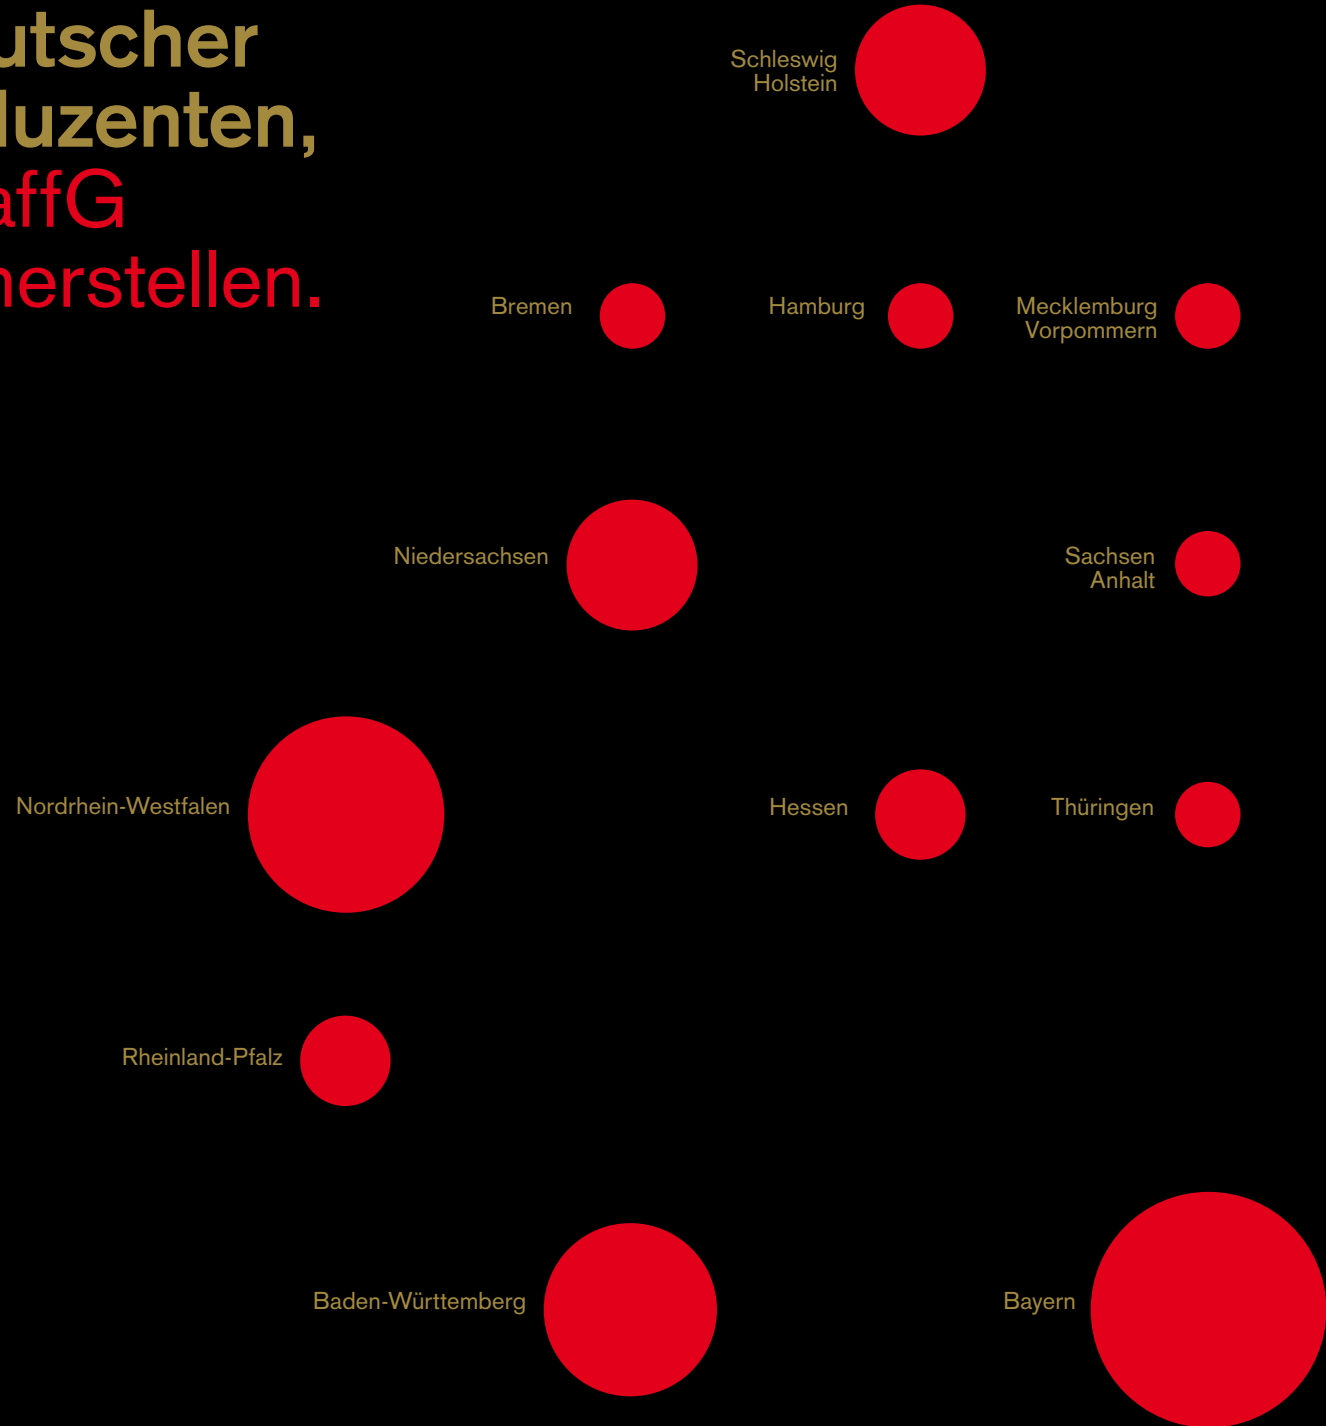 utscher
luzenten,
affG
herstellen.
Schleswig
Holstein
Bremen
Hamburg
Mecklemburg
Vorpommern
Niedersachsen
Sachsen
Anhalt
Nordrhein-Westfalen
Hessen
Thüringen
Rheinland-Pfalz
Baden-Württemberg
Bayern